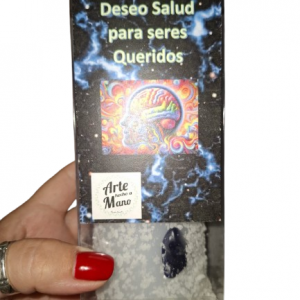 Deseo Salud
para seres
Queridos
Arte
Mano